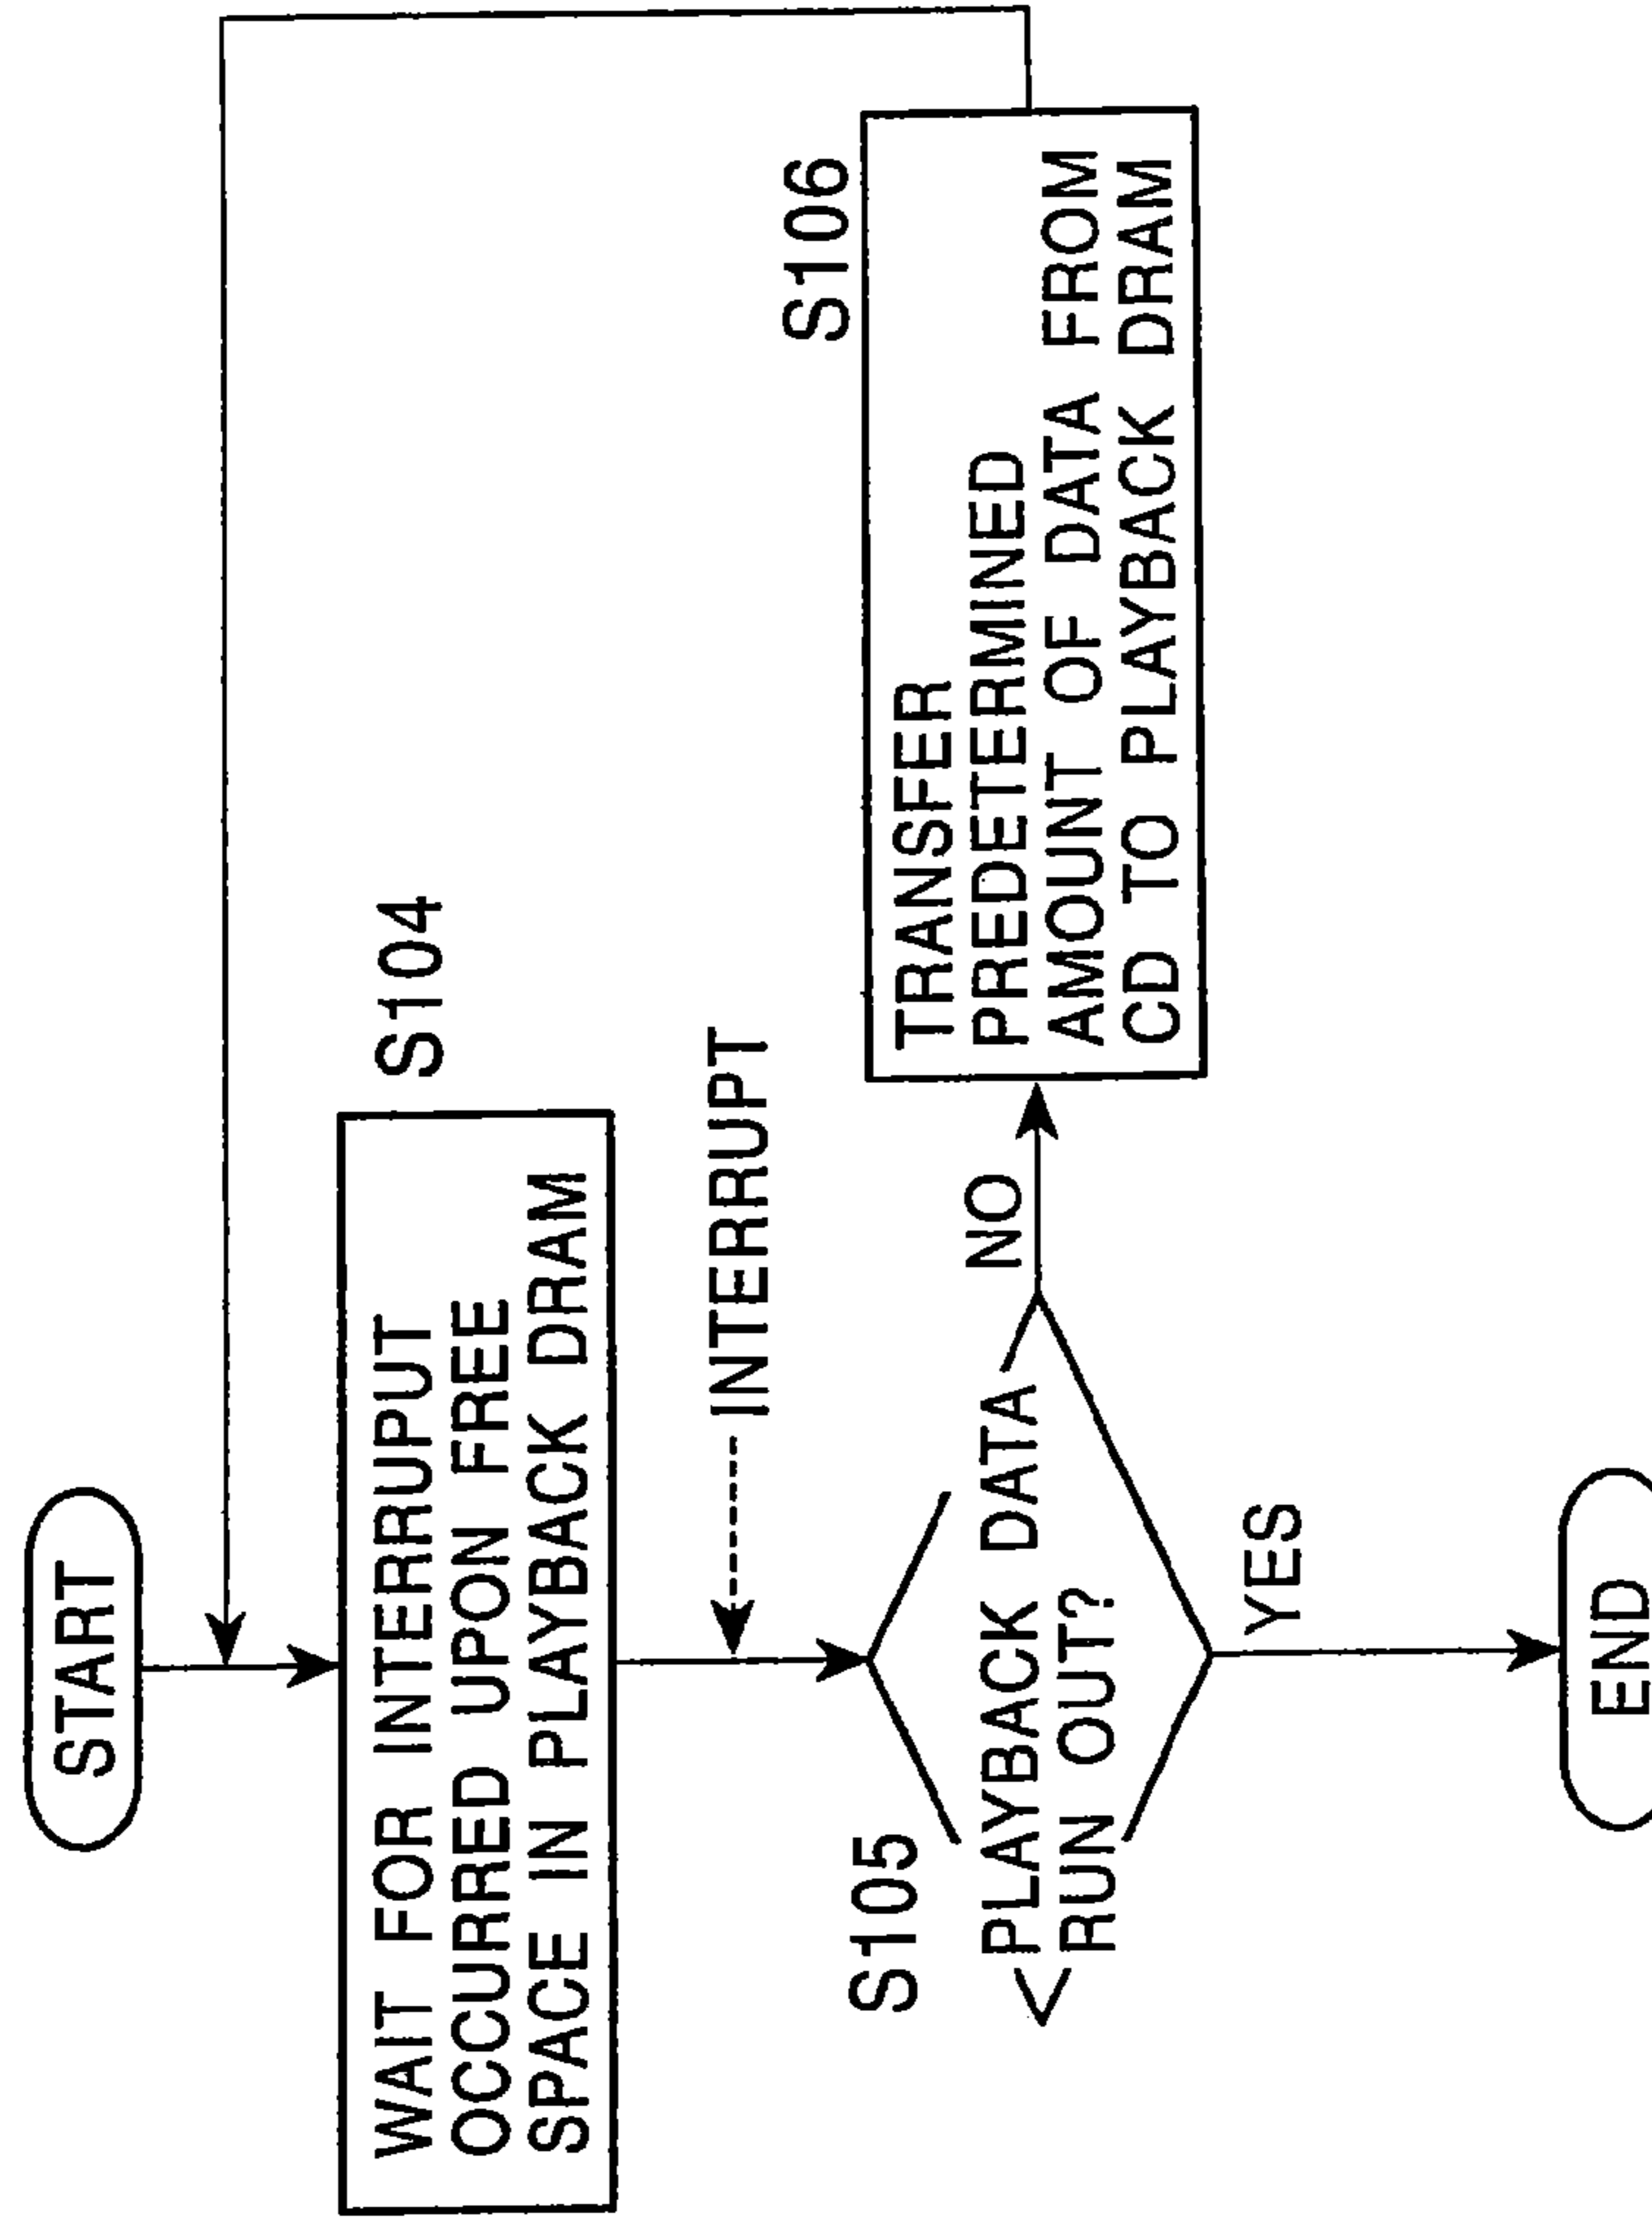 START
S104
WAIT FOR INTERRUPUT
OCCURRED UPON FREE
SPACE IN PLAYBACK DRAM
INTERRUPT
S105
PLAYBACK DATA
RUN OUT?
NO
S106
TRANSFER
PREDETERMINED
AMOUNT OF DATA FROM
CD TO PLAYBACK DRAM
YES
END